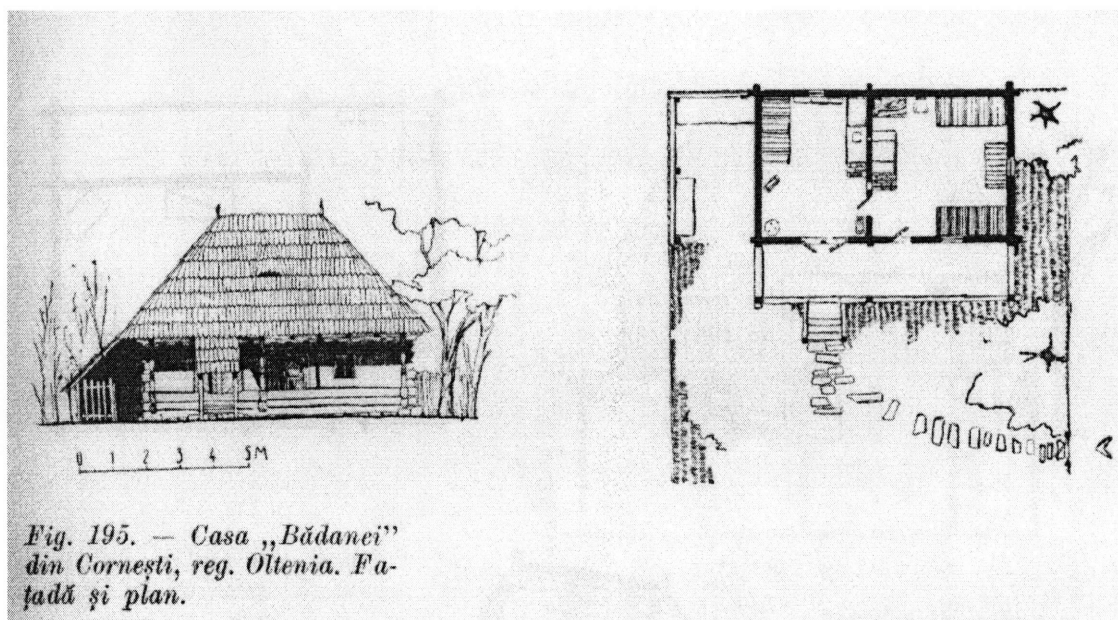 0 1 2 3 4 5M
Fig. 195. — Casa „Bădanei”
din Cornești, reg. Oltenia. Fa-
țadă și plan.